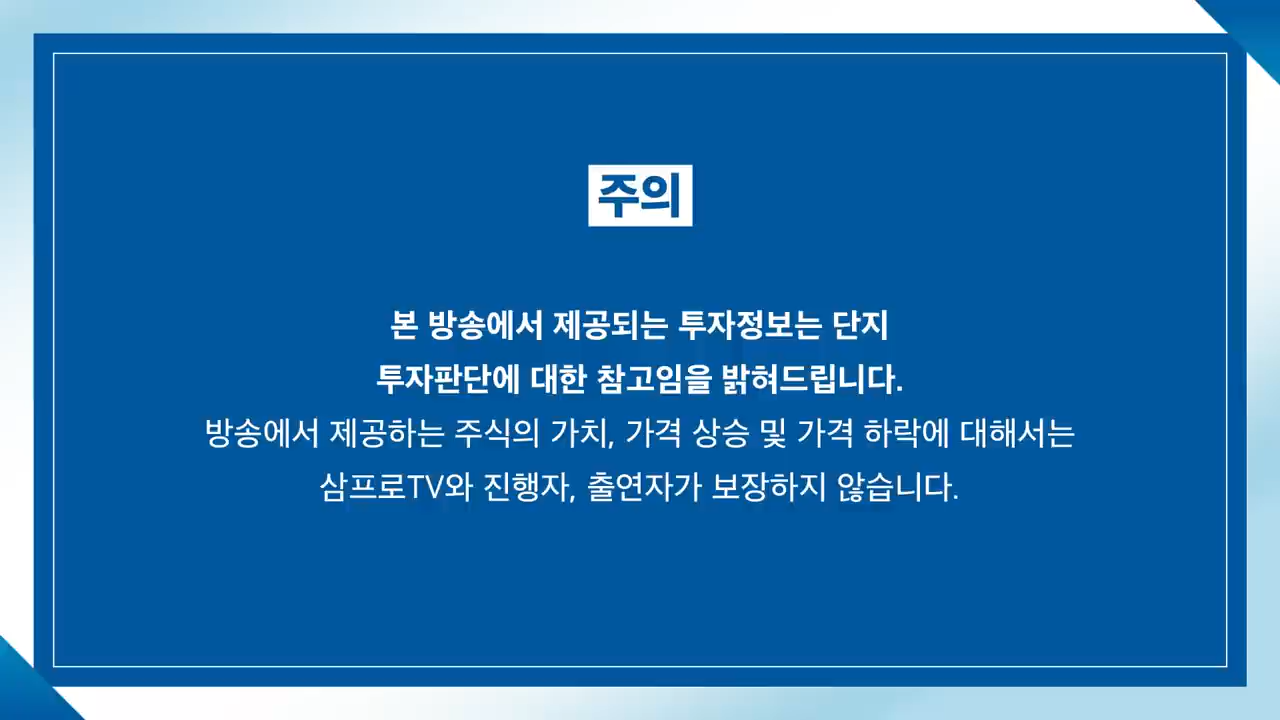 주의
본 방송에서 제공되는 투자정보는 단지
투자판단에 대한 참고임을 밝혀드립니다.
방송에서 제공하는 주식의 가치, 가격 상승 및 가격 하락에 대해서는
삼프로TV와 진행자, 출연자가 보장하지 않습니다.